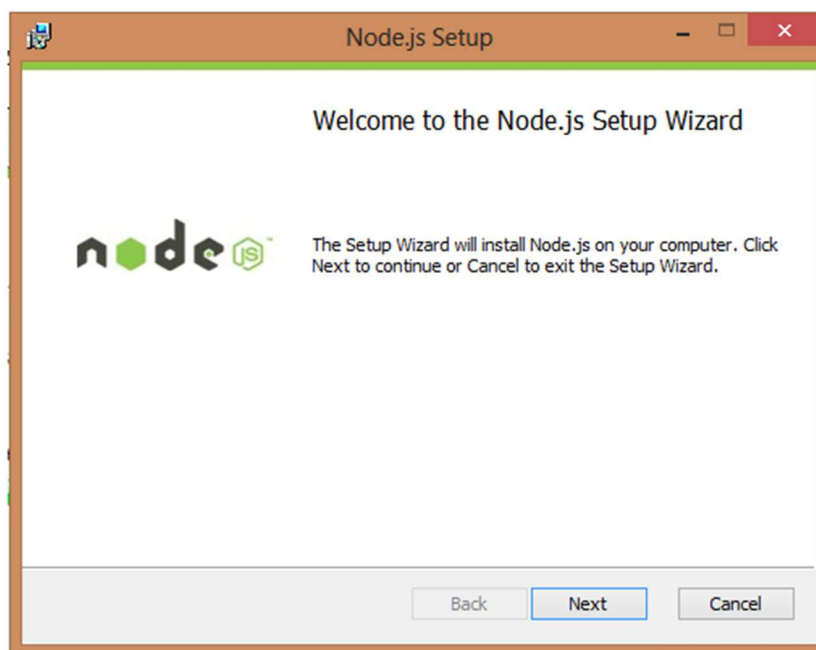 Node.js Setup
Welcome to the Node.js Setup Wizard
node JS™
The Setup Wizard will install Node.js on your computer. Click
Next to continue or Cancel to exit the Setup Wizard.
Back Next Cancel